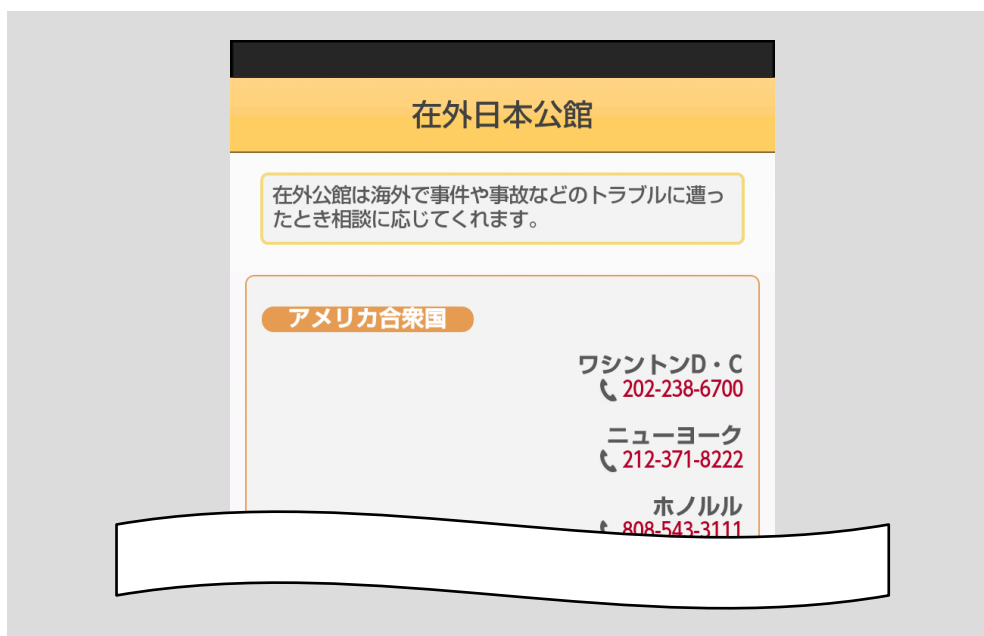 在外日本公館
在外公館は海外で事件や事故などのトラブルに遭っ
たとき相談に応じてくれます。
アメリカ合衆国
ワシントンD・C
202-238-6700
ニューヨーク
212-371-8222
ホノルル
808-543-3111